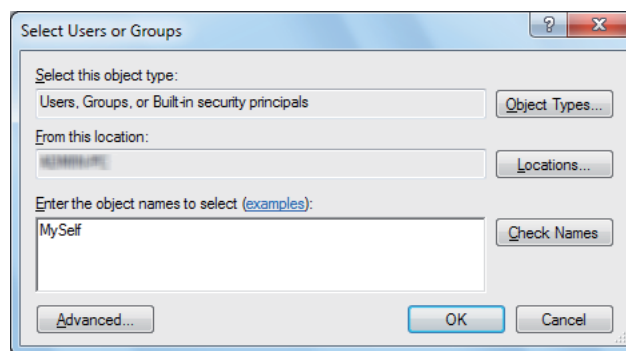 Select Users or Groups
Select this object type:
Users, Groups, or Built-in security principals
Object Types...
From this location:
Locations...
Enter the object names to select (examples):
MySelf
Check Names
Advanced...
OK
Cancel